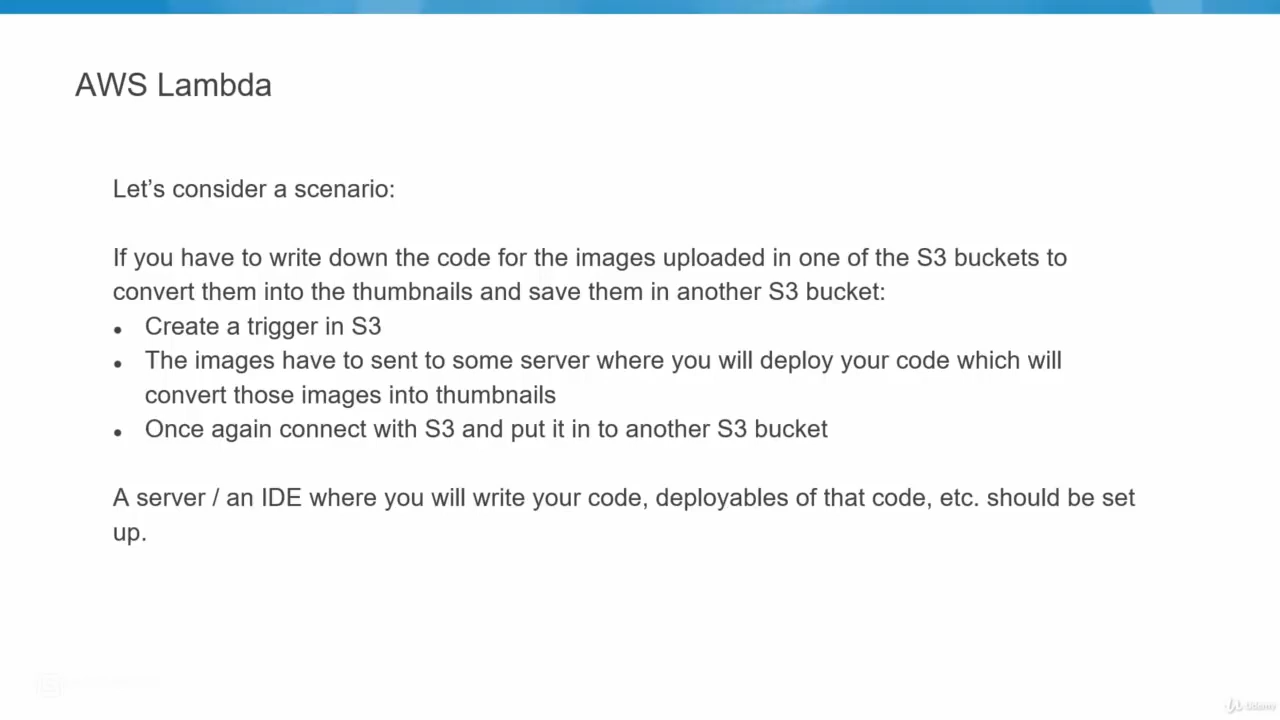 AWS Lambda
Let’s consider a scenario:
If you have to write down the code for the images uploaded in one of the S3 buckets to
convert them into the thumbnails and save them in another S3 bucket:
• Create a trigger in S3
• The images have to sent to some server where you will deploy your code which will
convert those images into thumbnails
• Once again connect with S3 and put it in to another S3 bucket
A server / an IDE where you will write your code, deployables of that code, etc. should be set
up.
Udemy